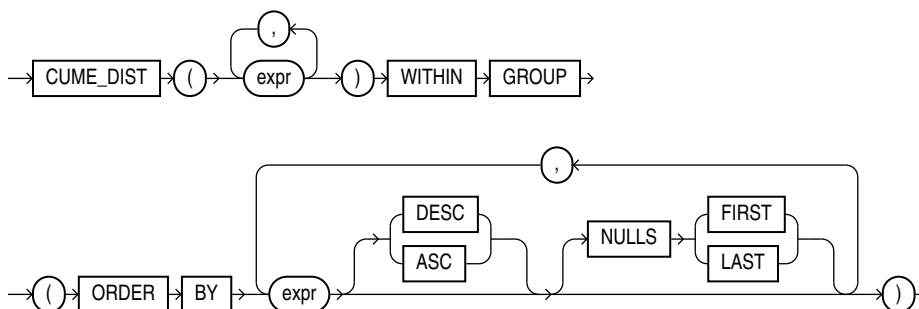 ,
CUME_DIST ( expr ) WITHIN GROUP
,
DESC FIRST
NULLS
ASC LAST
( ORDER BY expr )